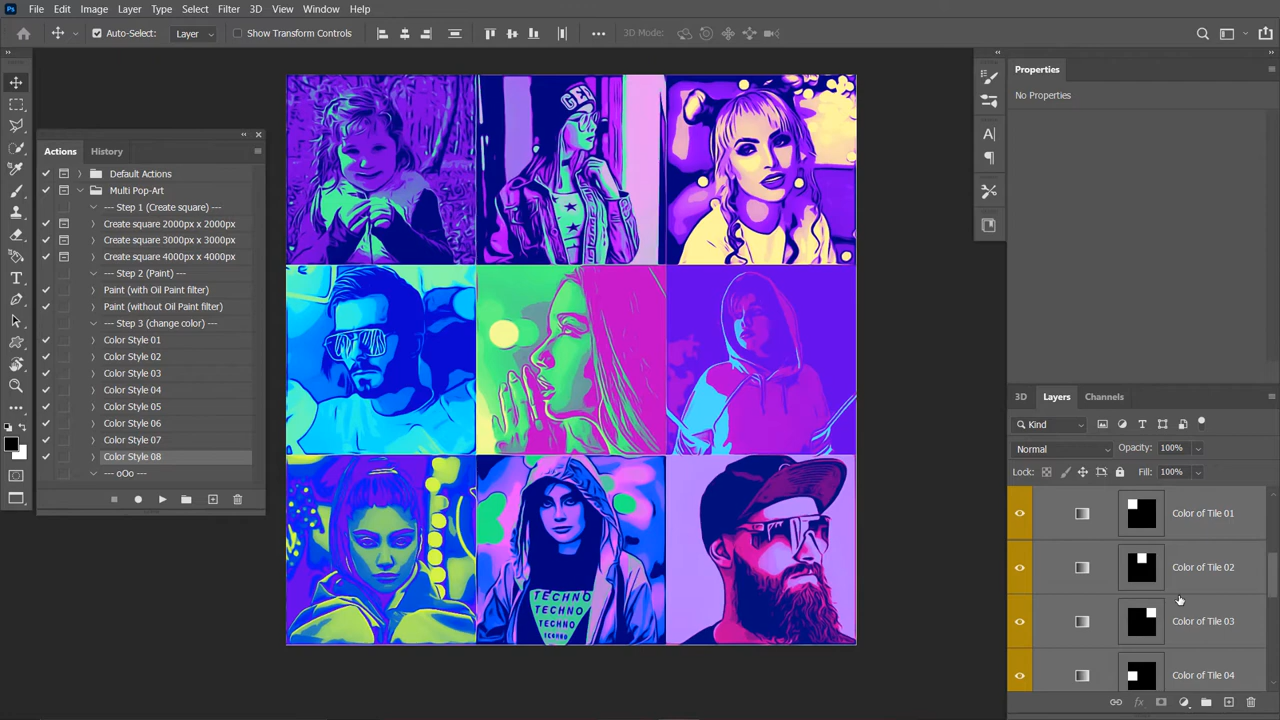 Ps File Edit Image Layer Type Select Filter 3D View Window Help
Auto-Select: Layer Show Transform Controls 3D Mode:
Properties
No Properties
Actions History
Default Actions
Multi Pop-Art
--- Step 1 (Create square) ---
Create square 2000px x 2000px
Create square 3000px x 3000px
Create square 4000px x 4000px
--- Step 2 (Paint) ---
Paint (with Oil Paint filter)
Paint (without Oil Paint filter)
--- Step 3 (change color) ---
Color Style 01
Color Style 02
Color Style 03
Color Style 04
Color Style 05
Color Style 06
Color Style 07
Color Style 08
--- oOo ---
TECHNO
TECHNO
TECHNO
TECHNO
3D Layers Channels
Kind
Normal Opacity: 100%
Lock: Fill: 100%
Color of Tile 01
Color of Tile 02
Color of Tile 03
Color of Tile 04